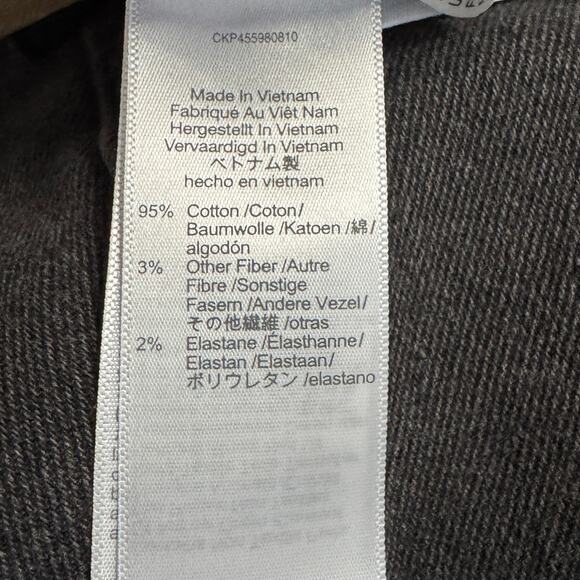 CKP455980810
Made In Vietnam
Fabriqué Au Viêt Nam
Hergestellt In Vietnam
Vervaardigd In Vietnam
ベトナム製
hecho en vietnam
95% Cotton /Coton/
Baumwolle /Katoen /綿/
algodón
3% Other Fiber /Autre
Fibre /Sonstige
Fasern /Andere Vezel/
その他繊維 /otras
2% Elastane /Élasthanne/
Elastan /Elastaan/
ポリウレタン /elastano